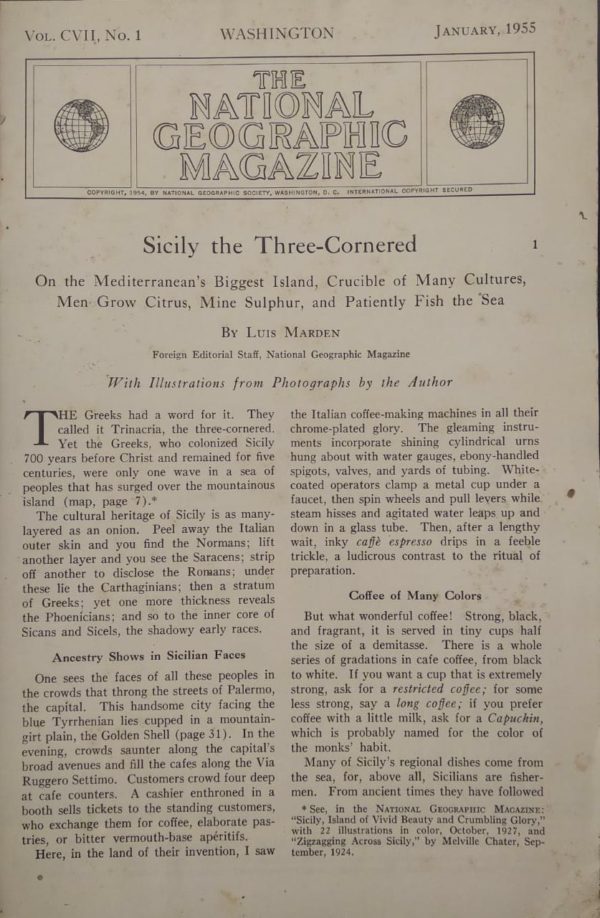 VOL. CVII, NO. 1
WASHINGTON
JANUARY, 1955
THE
NATIONAL
GEOGRAPHIC
MAGAZINE
COPYRIGHT, 1954, BY NATIONAL GEOGRAPHIC SOCIETY, WASHINGTON, D. C. INTERNATIONAL COPYRIGHT SECURED
Sicily the Three-Cornered
1
On the Mediterranean's Biggest Island, Crucible of Many Cultures,
Men Grow Citrus, Mine Sulphur, and Patiently Fish the Sea
BY LUIS MARDEN
Foreign Editorial Staff, National Geographic Magazine
With Illustrations from Photographs by the Author
THE Greeks had a word for it. They
called it Trinacria, the three-cornered.
Yet the Greeks, who colonized Sicily
700 years before Christ and remained for five
centuries, were only one wave in a sea of
peoples that has surged over the mountainous
island (map, page 7).*
The cultural heritage of Sicily is as many-
layered as an onion. Peel away the Italian
outer skin and you find the Normans; lift
another layer and you see the Saracens; strip
off another to disclose the Romans; under
these lie the Carthaginians; then a stratum
of Greeks; yet one more thickness reveals
the Phoenicians; and so to the inner core of
Sicans and Sicels, the shadowy early races.
Ancestry Shows in Sicilian Faces
One sees the faces of all these peoples in
the crowds that throng the streets of Palermo,
the capital. This handsome city facing the
blue Tyrrhenian lies cupped in a mountain-
girt plain, the Golden Shell (page 31). In the
evening, crowds saunter along the capital's
broad avenues and fill the cafes along the Via
Ruggero Settimo. Customers crowd four deep
at cafe counters. A cashier enthroned in a
booth sells tickets to the standing customers,
who exchange them for coffee, elaborate pas-
tries, or bitter vermouth-base apéritifs.
Here, in the land of their invention, I saw
the Italian coffee-making machines in all their
chrome-plated glory. The gleaming instru-
ments incorporate shining cylindrical urns
hung about with water gauges, ebony-handled
spigots, valves, and yards of tubing. White-
coated operators clamp a metal cup under a
faucet, then spin wheels and pull levers while
steam hisses and agitated water leaps up and
down in a glass tube. Then, after a lengthy
wait, inky caffè espresso drips in a feeble
trickle, a ludicrous contrast to the ritual of
preparation.
Coffee of Many Colors
But what wonderful coffee! Strong, black,
and fragrant, it is served in tiny cups half
the size of a demitasse. There is a whole
series of gradations in cafe coffee, from black
to white. If you want a cup that is extremely
strong, ask for a restricted coffee; for some
less strong, say a long coffee; if you prefer
coffee with a little milk, ask for a Capuchin,
which is probably named for the color of
the monks' habit.
Many of Sicily's regional dishes come from
the sea, for, above all, Sicilians are fisher-
men. From ancient times they have followed
* See, in the NATIONAL GEOGRAPHIC MAGAZINE:
"Sicily, Island of Vivid Beauty and Crumbling Glory,"
with 22 illustrations in color, October, 1927, and
"Zigzagging Across Sicily," by Melville Chater, Sep-
tember, 1924.